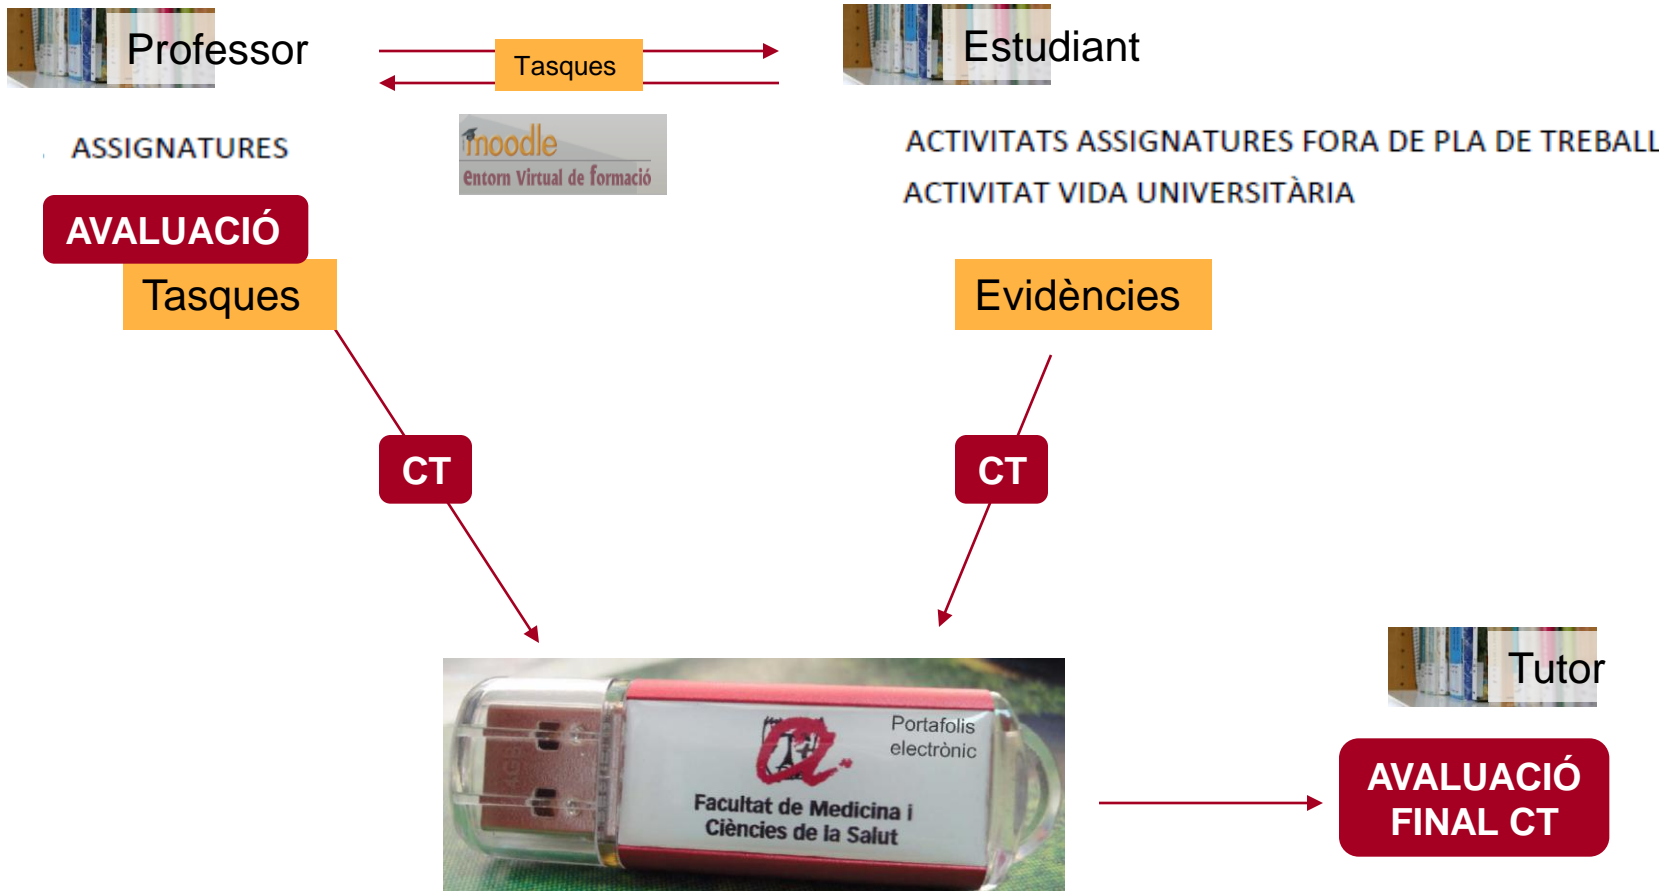 Professor
Tasques
Estudiant
moodle
entorn Virtual de formació
ASSIGNATURES
ACTIVITATS ASSIGNATURES FORA DE PLA DE TREBALL
ACTIVITAT VIDA UNIVERSITÀRIA
AVALUACIÓ
Tasques
Evidències
CT
CT
Portafolis
electrònic
Facultat de Medicina i
Ciències de la Salut
Tutor
AVALUACIÓ
FINAL CT